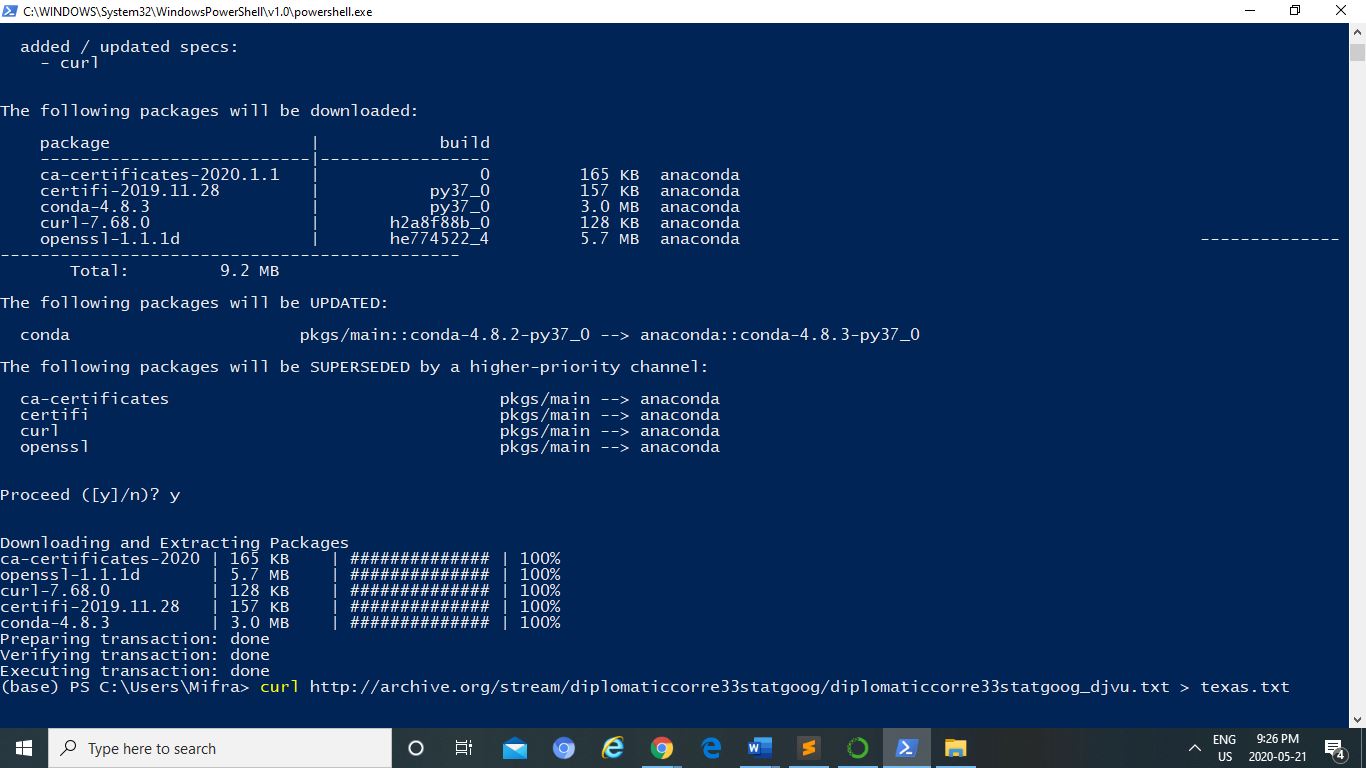 C:\WINDOWS\System32\WindowsPowerShell\v1.0\powershell.exe
added / updated specs:
- curl
The following packages will be downloaded:
package | build
---------------------------|-----------------
ca-certificates-2020.1.1 | 0 165 KB anaconda
certifi-2019.11.28 | py37_0 157 KB anaconda
conda-4.8.3 | py37_0 3.0 MB anaconda
curl-7.68.0 | h2a8f88b_0 128 KB anaconda
openssl-1.1.1d | he774522_4 5.7 MB anaconda --------------
----------------------------------------------
Total: 9.2 MB
The following packages will be UPDATED:
conda pkgs/main::conda-4.8.2-py37_0 --> anaconda::conda-4.8.3-py37_0
The following packages will be SUPERSEDED by a higher-priority channel:
ca-certificates pkgs/main --> anaconda
certifi pkgs/main --> anaconda
curl pkgs/main --> anaconda
openssl pkgs/main --> anaconda
Proceed ([y]/n)? y
Downloading and Extracting Packages
ca-certificates-2020 | 165 KB | ############## | 100%
openssl-1.1.1d | 5.7 MB | ############## | 100%
curl-7.68.0 | 128 KB | ############## | 100%
certifi-2019.11.28 | 157 KB | ############## | 100%
conda-4.8.3 | 3.0 MB | ############## | 100%
Preparing transaction: done
Verifying transaction: done
Executing transaction: done
(base) PS C:\Users\Mifra> curl http://archive.org/stream/diplomaticcorre33statgoog/diplomaticcorre33statgoog_djvu.txt > texas.txt
Type here to search
ENG
US
9:26 PM
2020-05-21
4